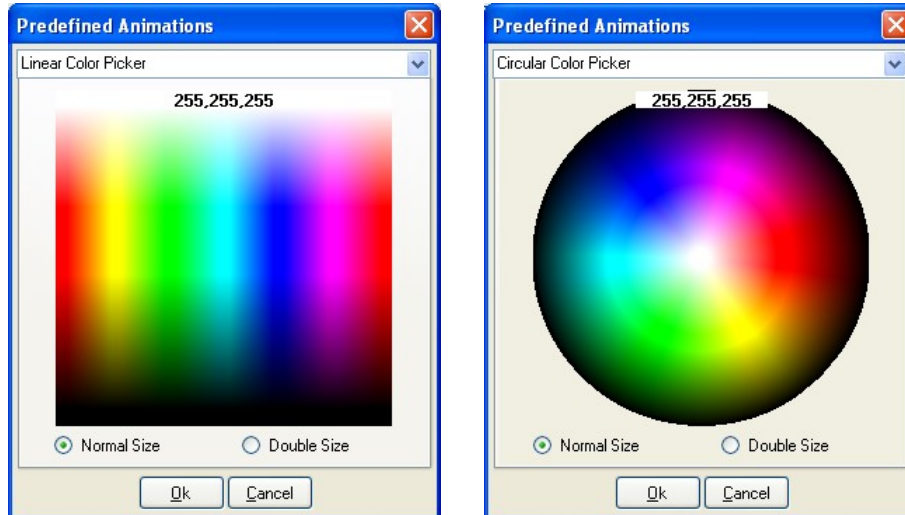 Predefined Animations
Linear Color Picker
255,255,255
Normal Size
Double Size
Ok
Cancel
Predefined Animations
Circular Color Picker
255,255,255
Normal Size
Double Size
Ok
Cancel